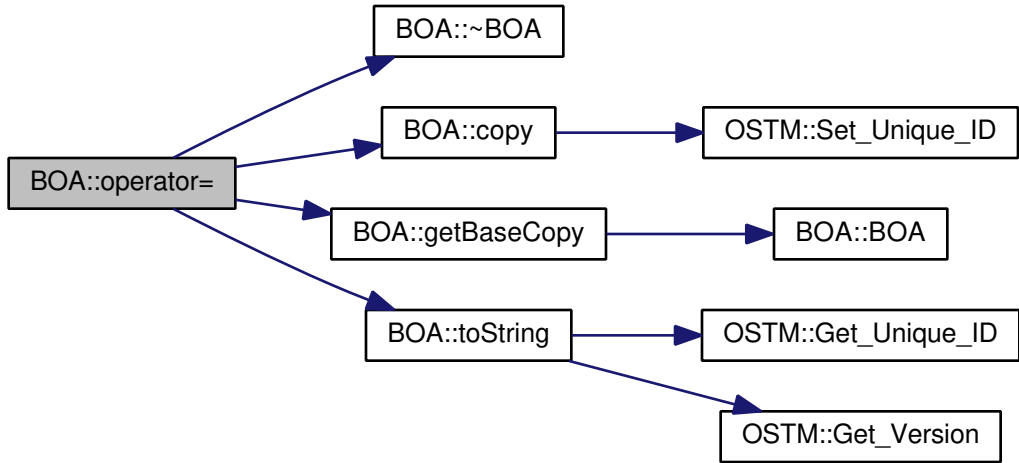 BOA::~BOA
BOA::copy
OSTM::Set_Unique_ID
BOA::operator=
BOA::getBaseCopy
BOA::BOA
BOA::toString
OSTM::Get_Unique_ID
OSTM::Get_Version